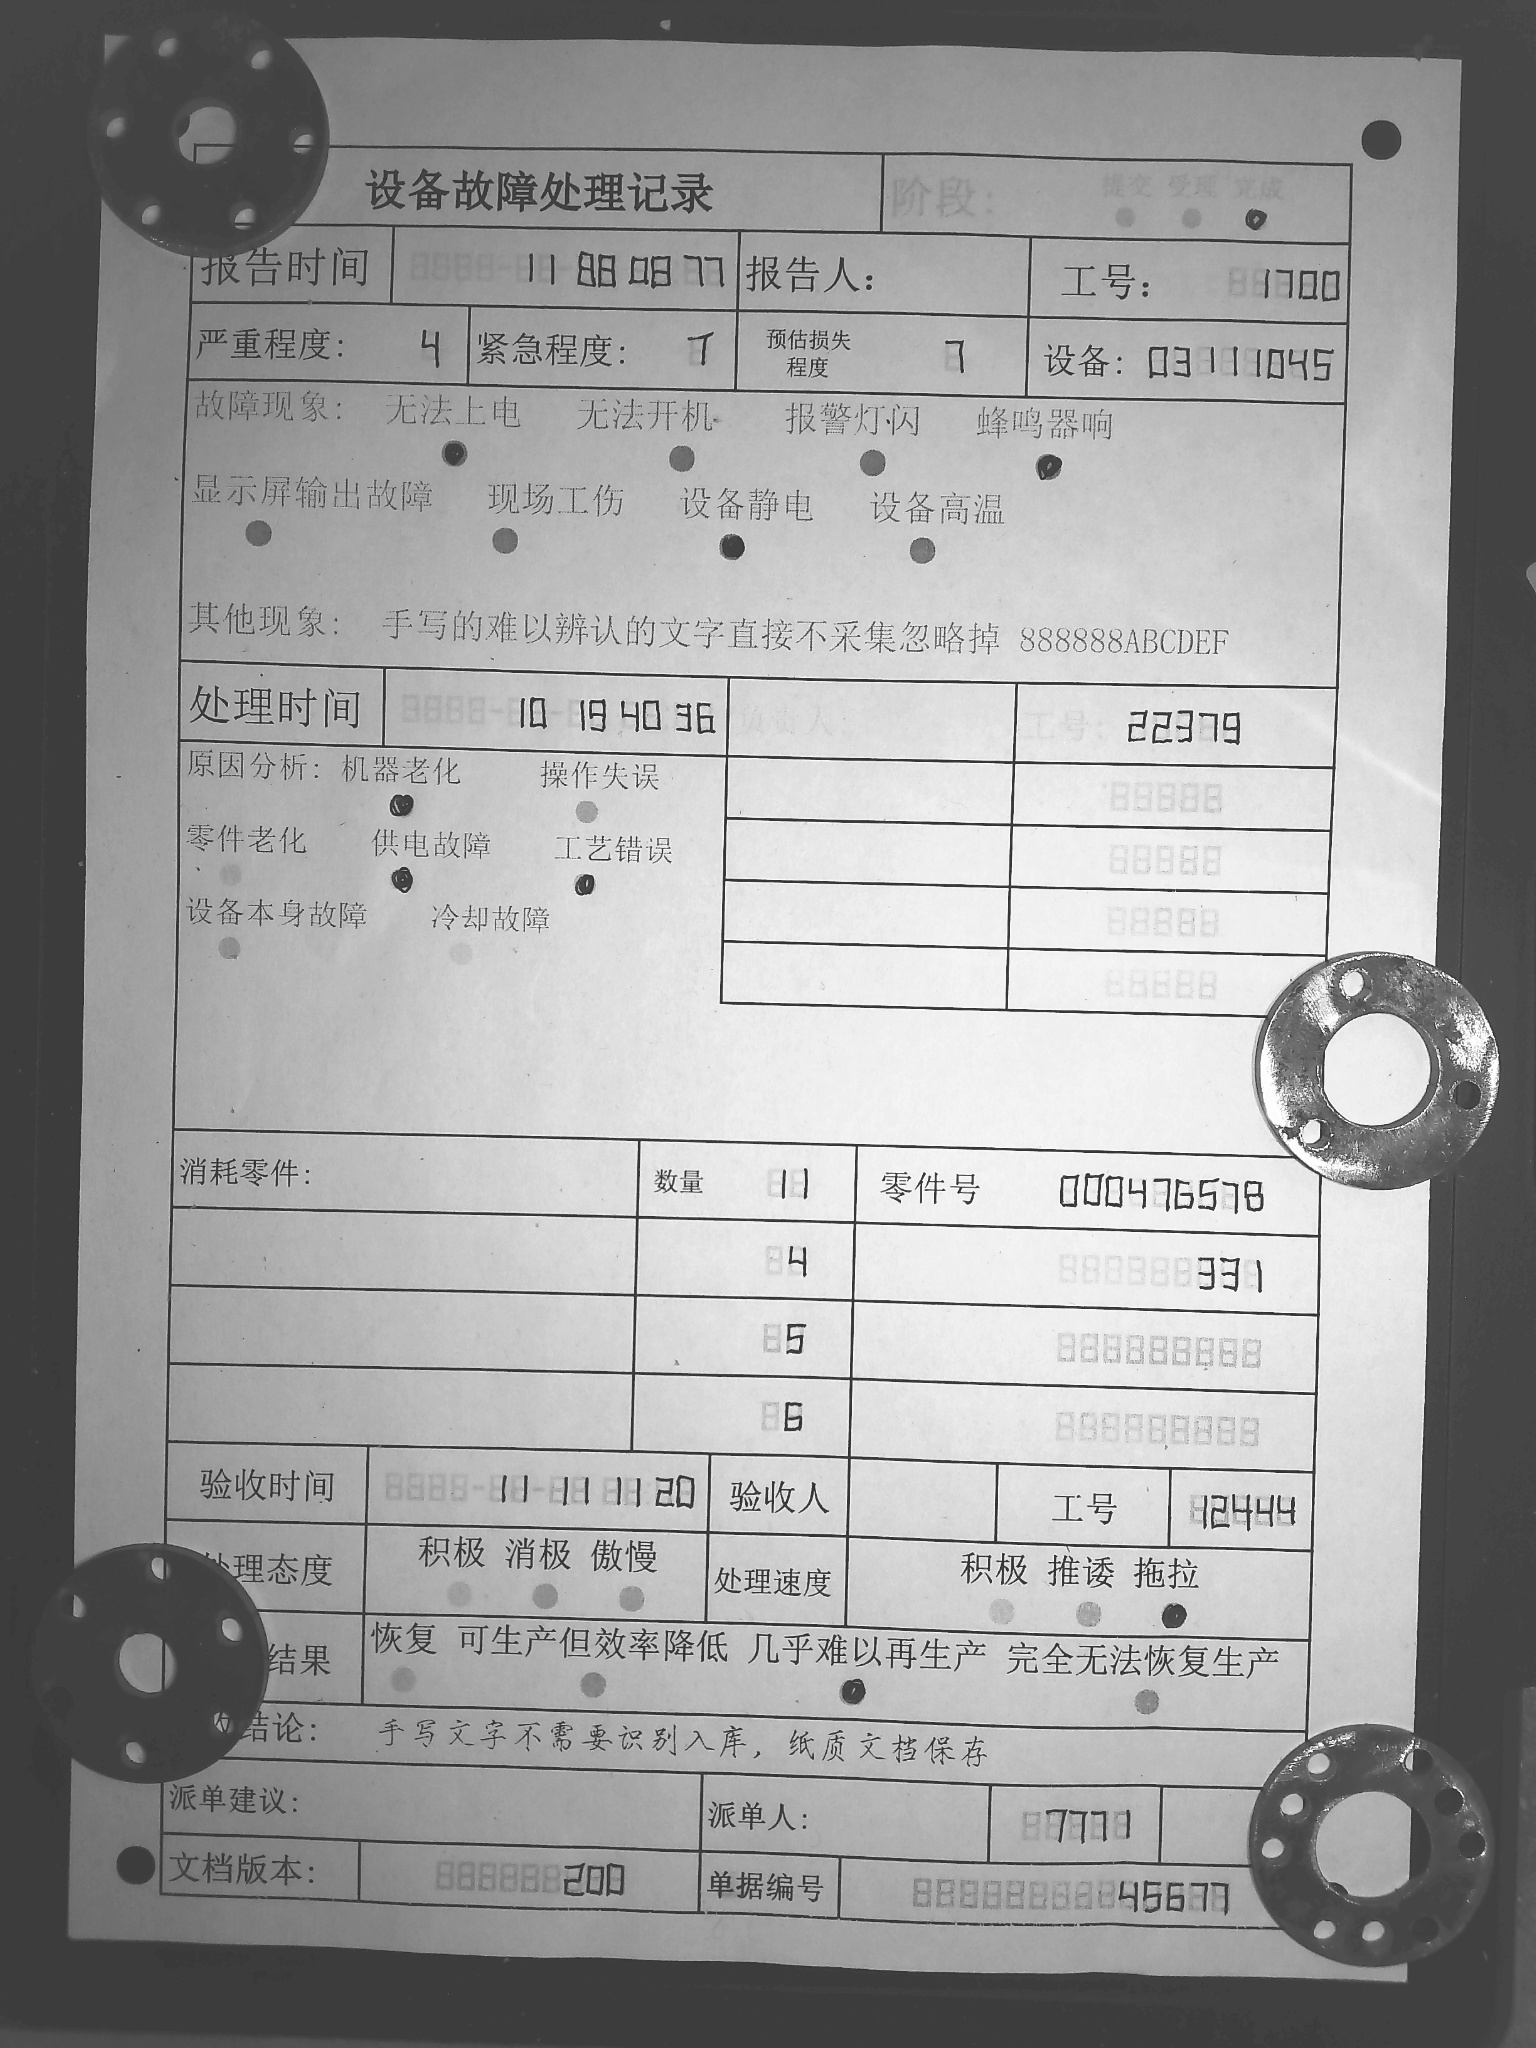 设备故障处理记录 阶段： 提交 受理 完成
报告时间 11 88 08 77 报告人： 工号： 1700
严重程度： 4 紧急程度： 7 预估损失程度 7 设备： 03111045
故障现象： 无法上电 无法开机 报警灯闪 蜂鸣器响
显示屏输出故障 现场工伤 设备静电 设备高温
其他现象： 手写的难以辨认的文字直接不采集忽略掉 888888ABCDEF
处理时间 10 19 40 36 负责人： 工号： 22379
原因分析：机器老化 操作失误
88888
零件老化 供电故障 工艺错误
88888
设备本身故障 冷却故障
88888
88888
消耗零件： 数量 11 零件号 000476578
4 331
5 888888888
6 888888888
验收时间 11 11 11 20 验收人 工号 12444
处理态度 积极 消极 傲慢 处理速度 积极 推诿 拖拉
结果 恢复 可生产但效率降低 几乎难以再生产 完全无法恢复生产
结论： 手写文字不需要识别入库，纸质文档保存
派单建议： 派单人： 7771
文档版本： 200 单据编号 45677